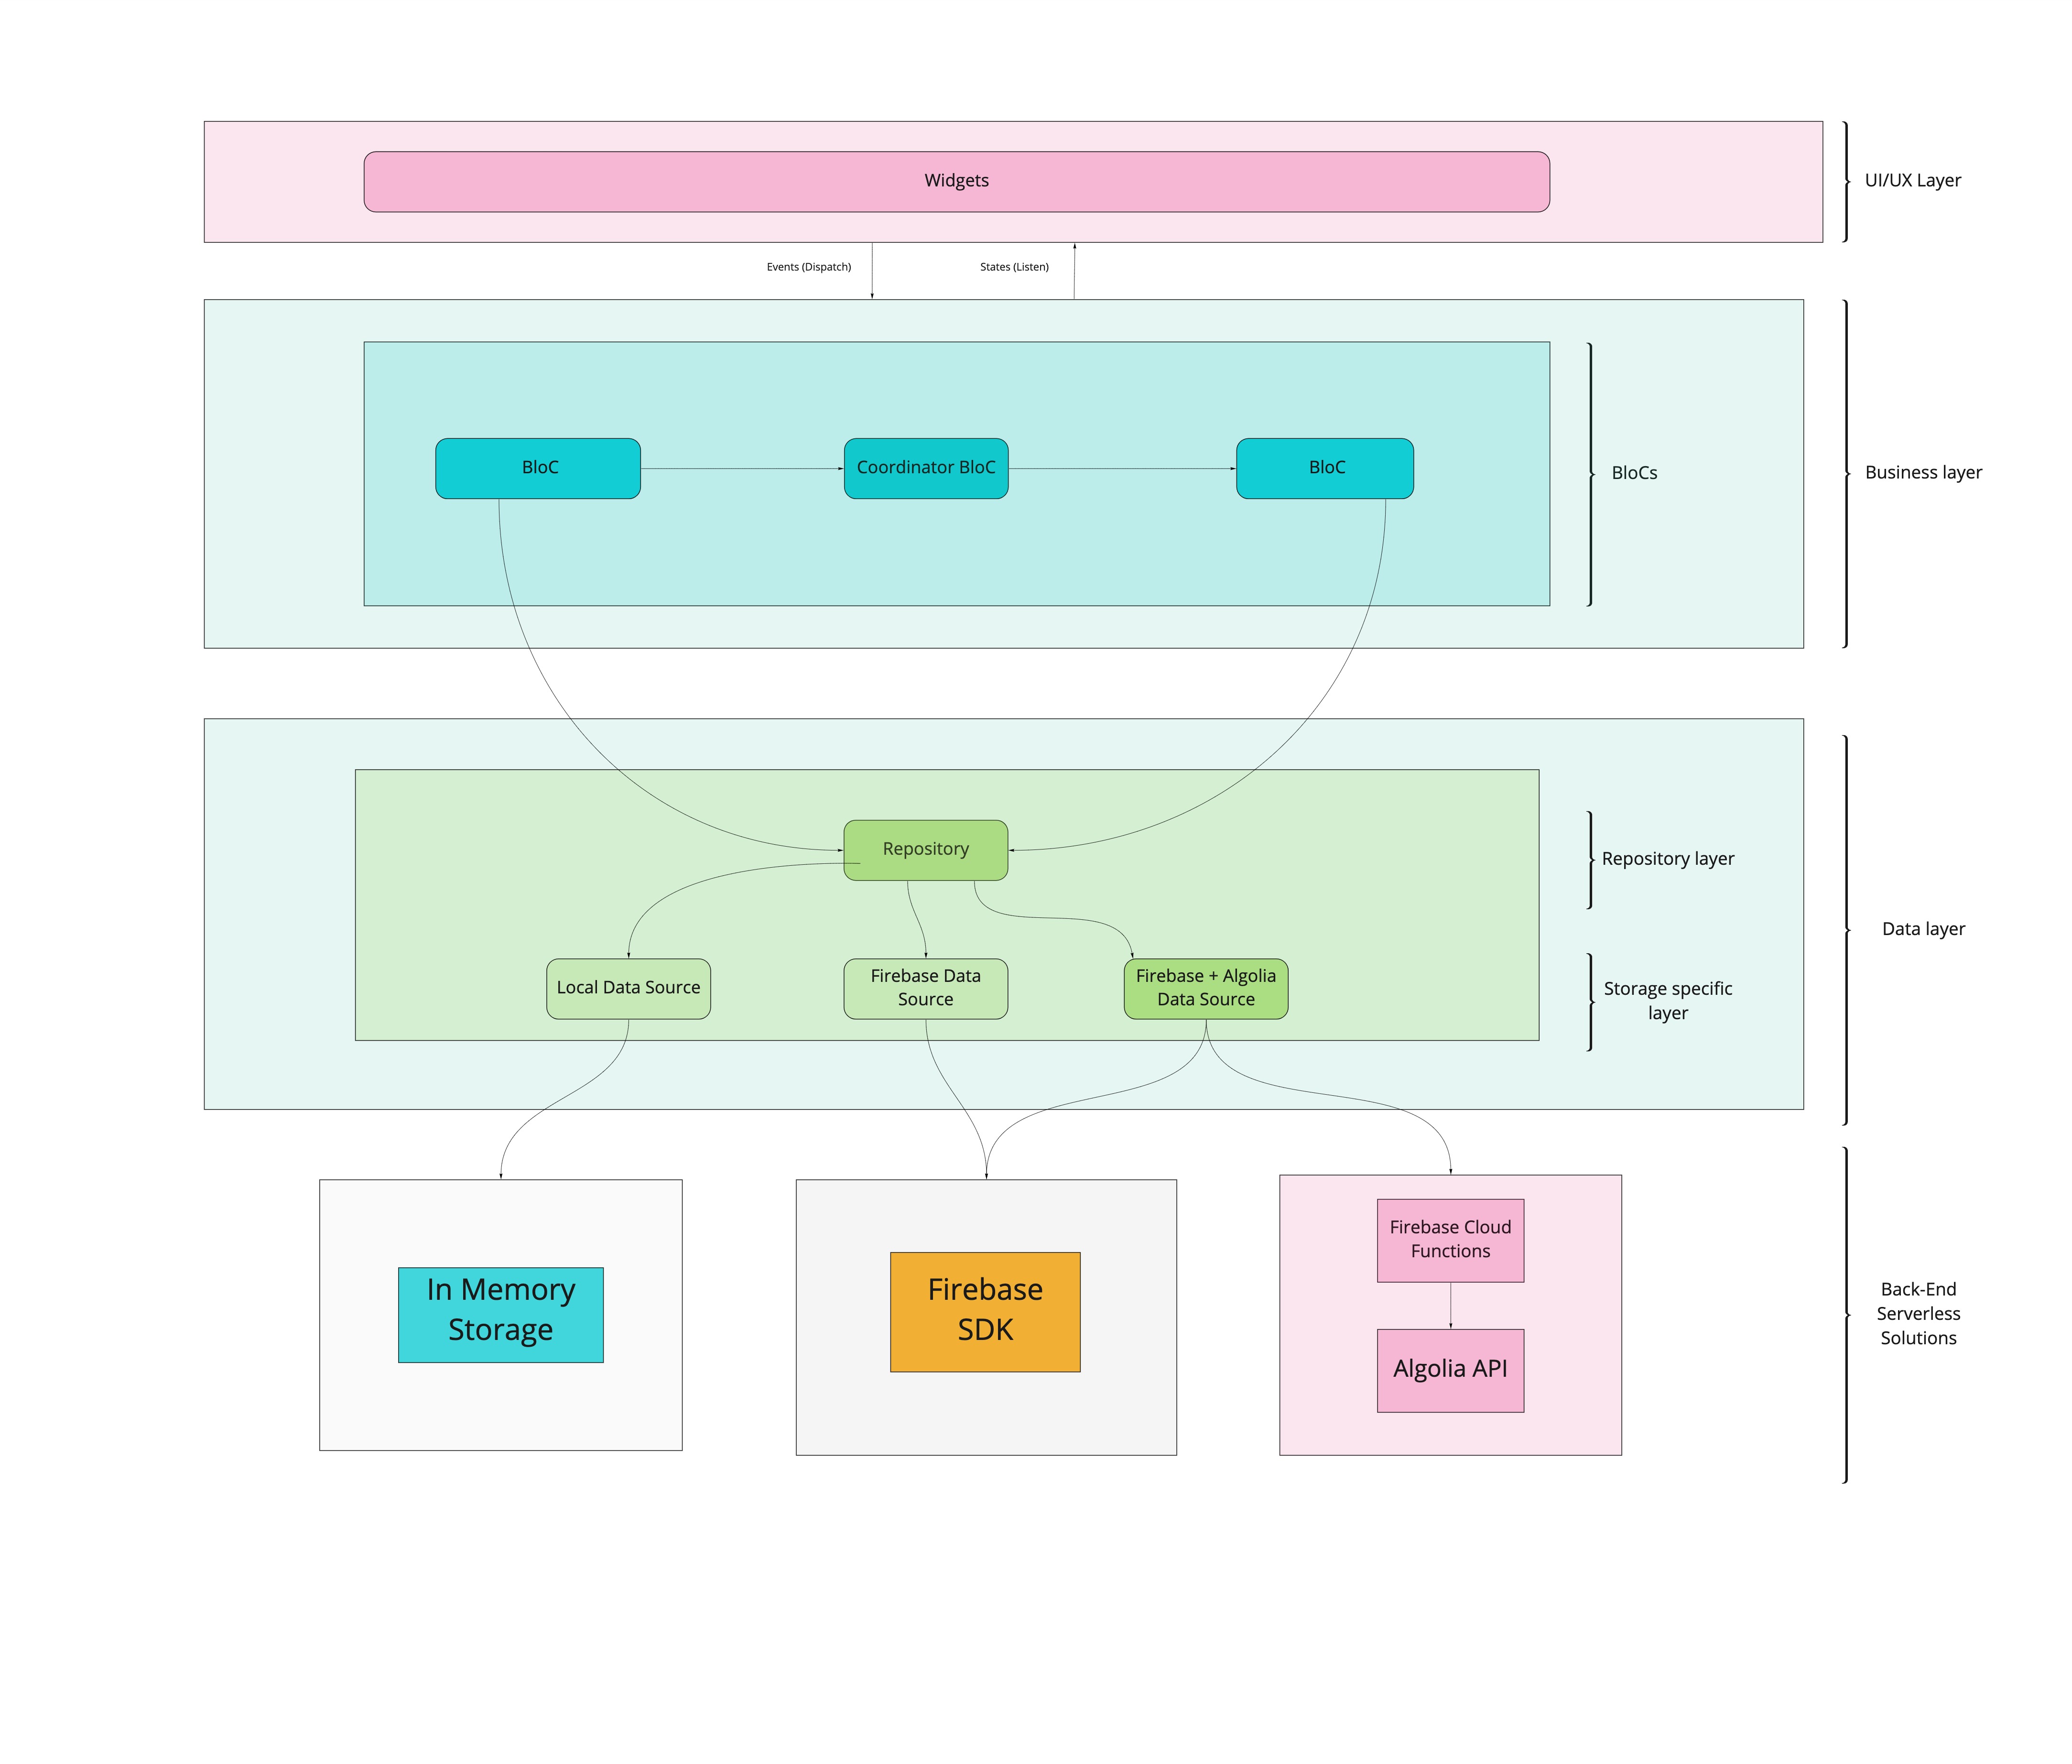 Widgets
UI/UX Layer
Events (Dispatch)
States (Listen)
BloC
Coordinator BloC
BloC
BloCs
Business layer
Repository
Repository layer
Data layer
Local Data Source
Firebase Data
Source
Firebase + Algolia
Data Source
Storage specific
layer
In Memory
Storage
Firebase
SDK
Firebase Cloud
Functions
Algolia API
Back-End
Serverless
Solutions